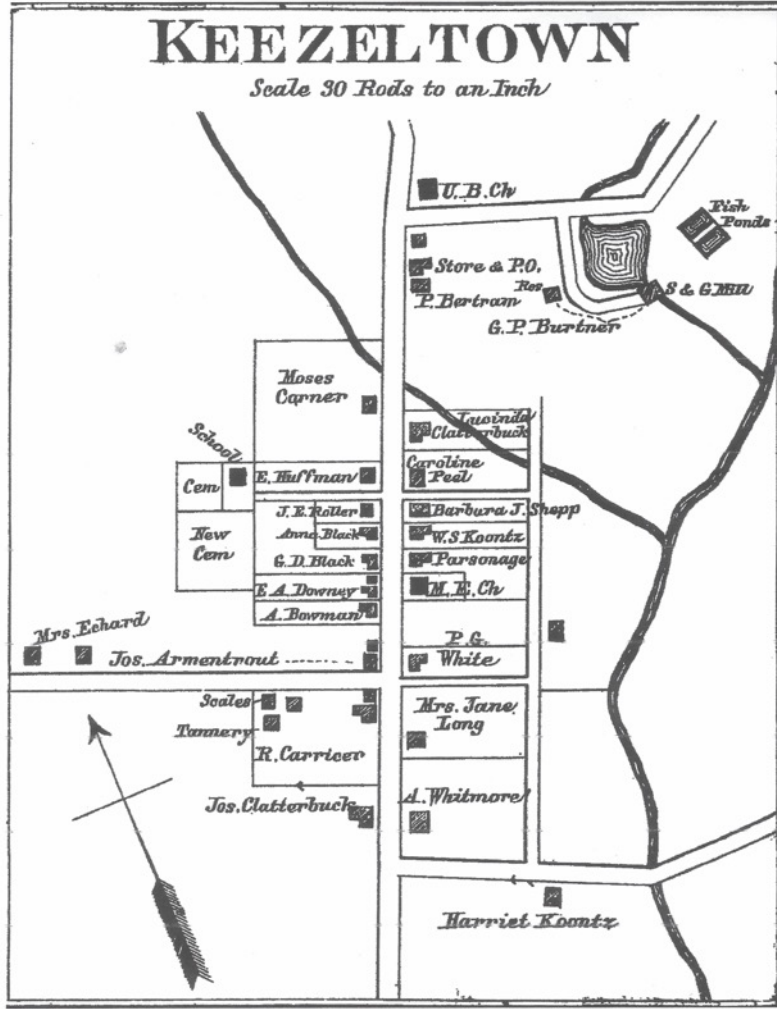 KEEZELTOWN
Scale 30 Rods to an Inch
U.B.Ch
Fish
Ponds
Store & P.O.
Res
S & G Mill
P. Bertram
G.P. Burtner
Moses
Carner
Lucinda
Clatterbuck
School
Caroline
Peel
E. Huffman
Cem
J.E. Roller
Barbura J. Shepp
New
Cem
Anna Black
W.S Koontz
G.D. Black
Parsonage
E A. Downey
M.E. Ch
A. Bowman
Mrs. Echard
P.G.
White
Jos. Armentrout
Scales
Mrs. Jane
Long
Tannery
R. Carricer
Jos. Clatterbuck
A. Whitmore
Harriet Koontz